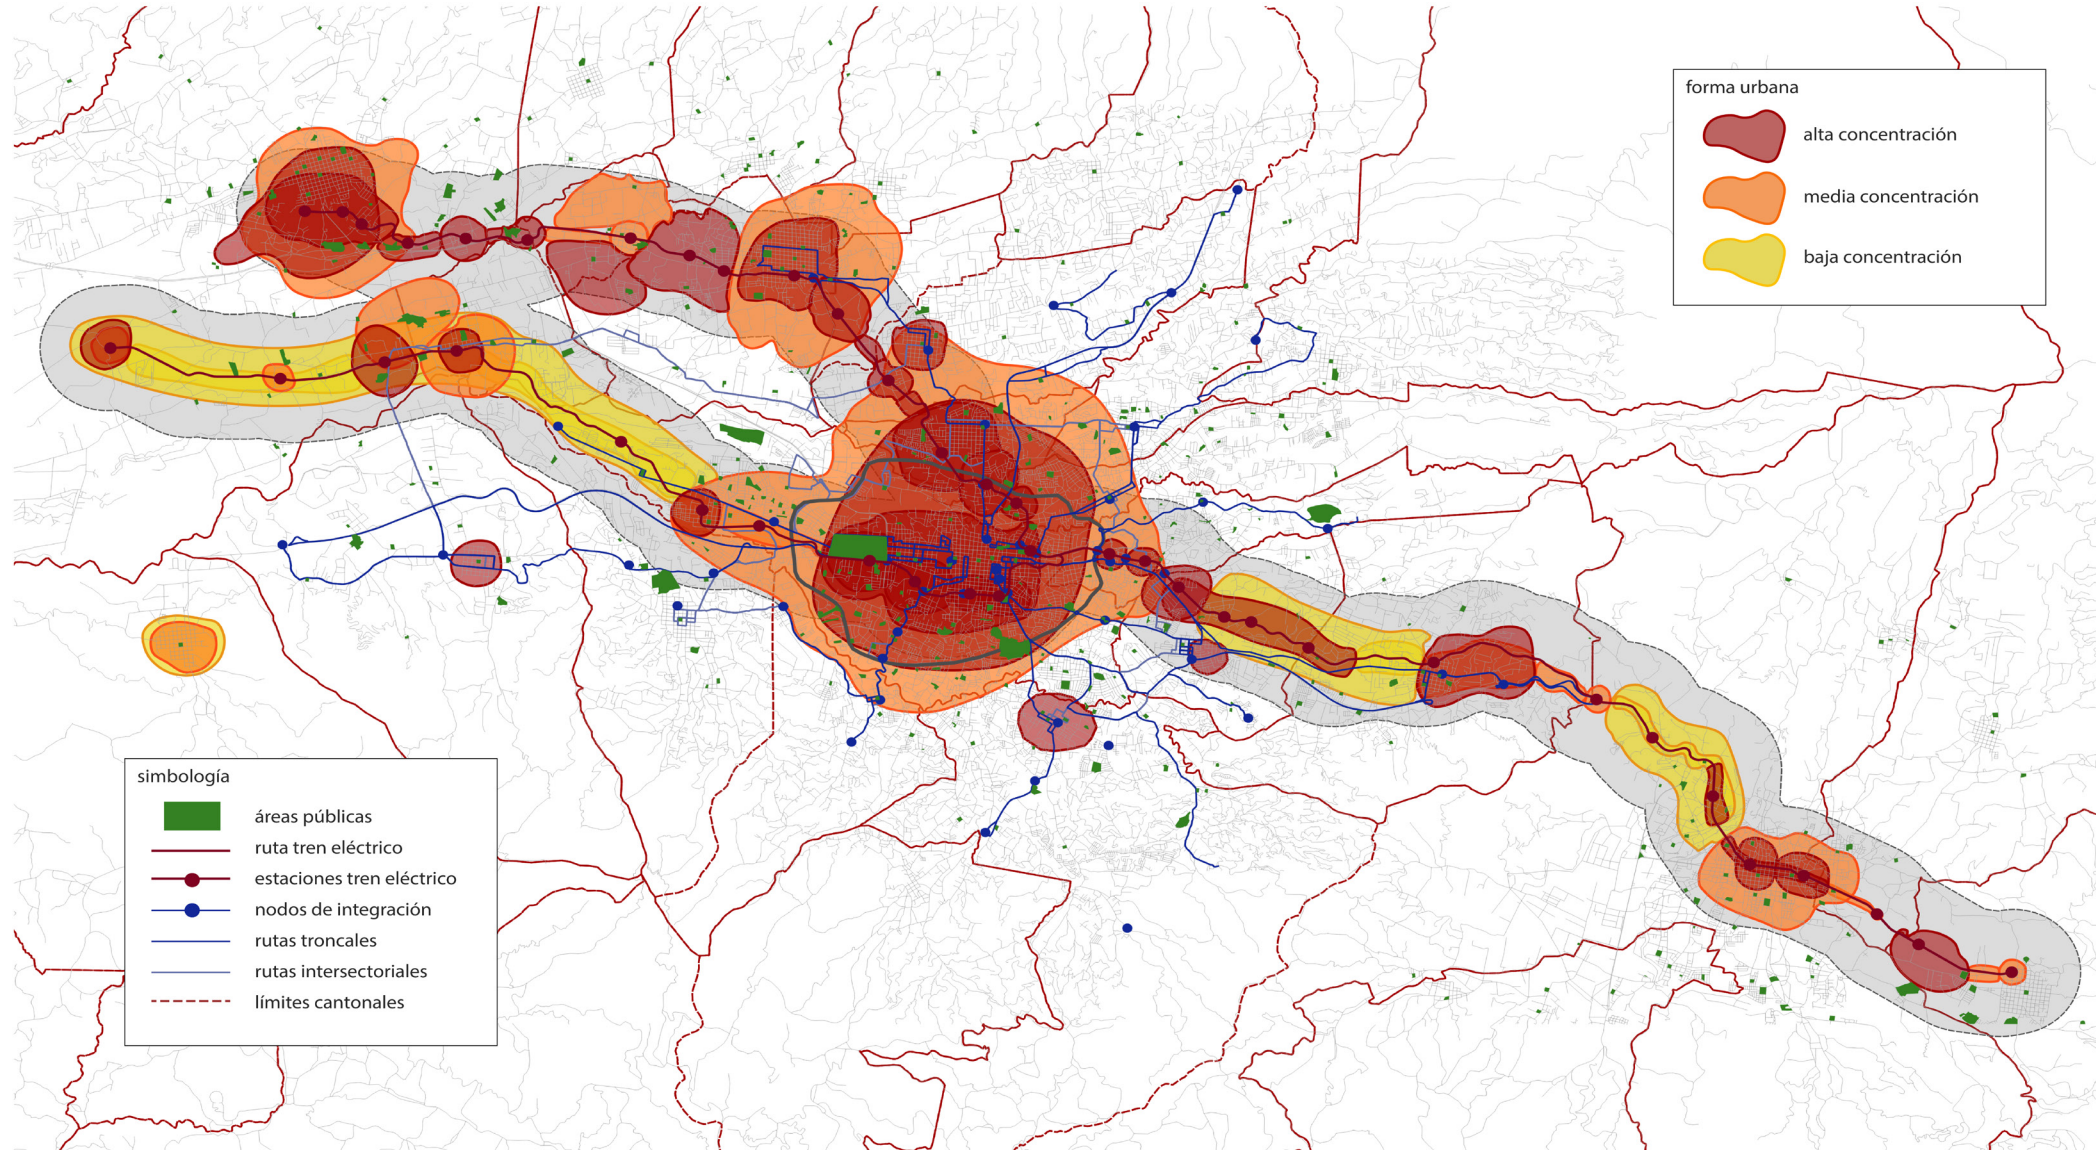 forma urbana
alta concentración
media concentración
baja concentración
simbología
áreas públicas
ruta tren eléctrico
estaciones tren eléctrico
nodos de integración
rutas troncales
rutas intersectoriales
límites cantonales